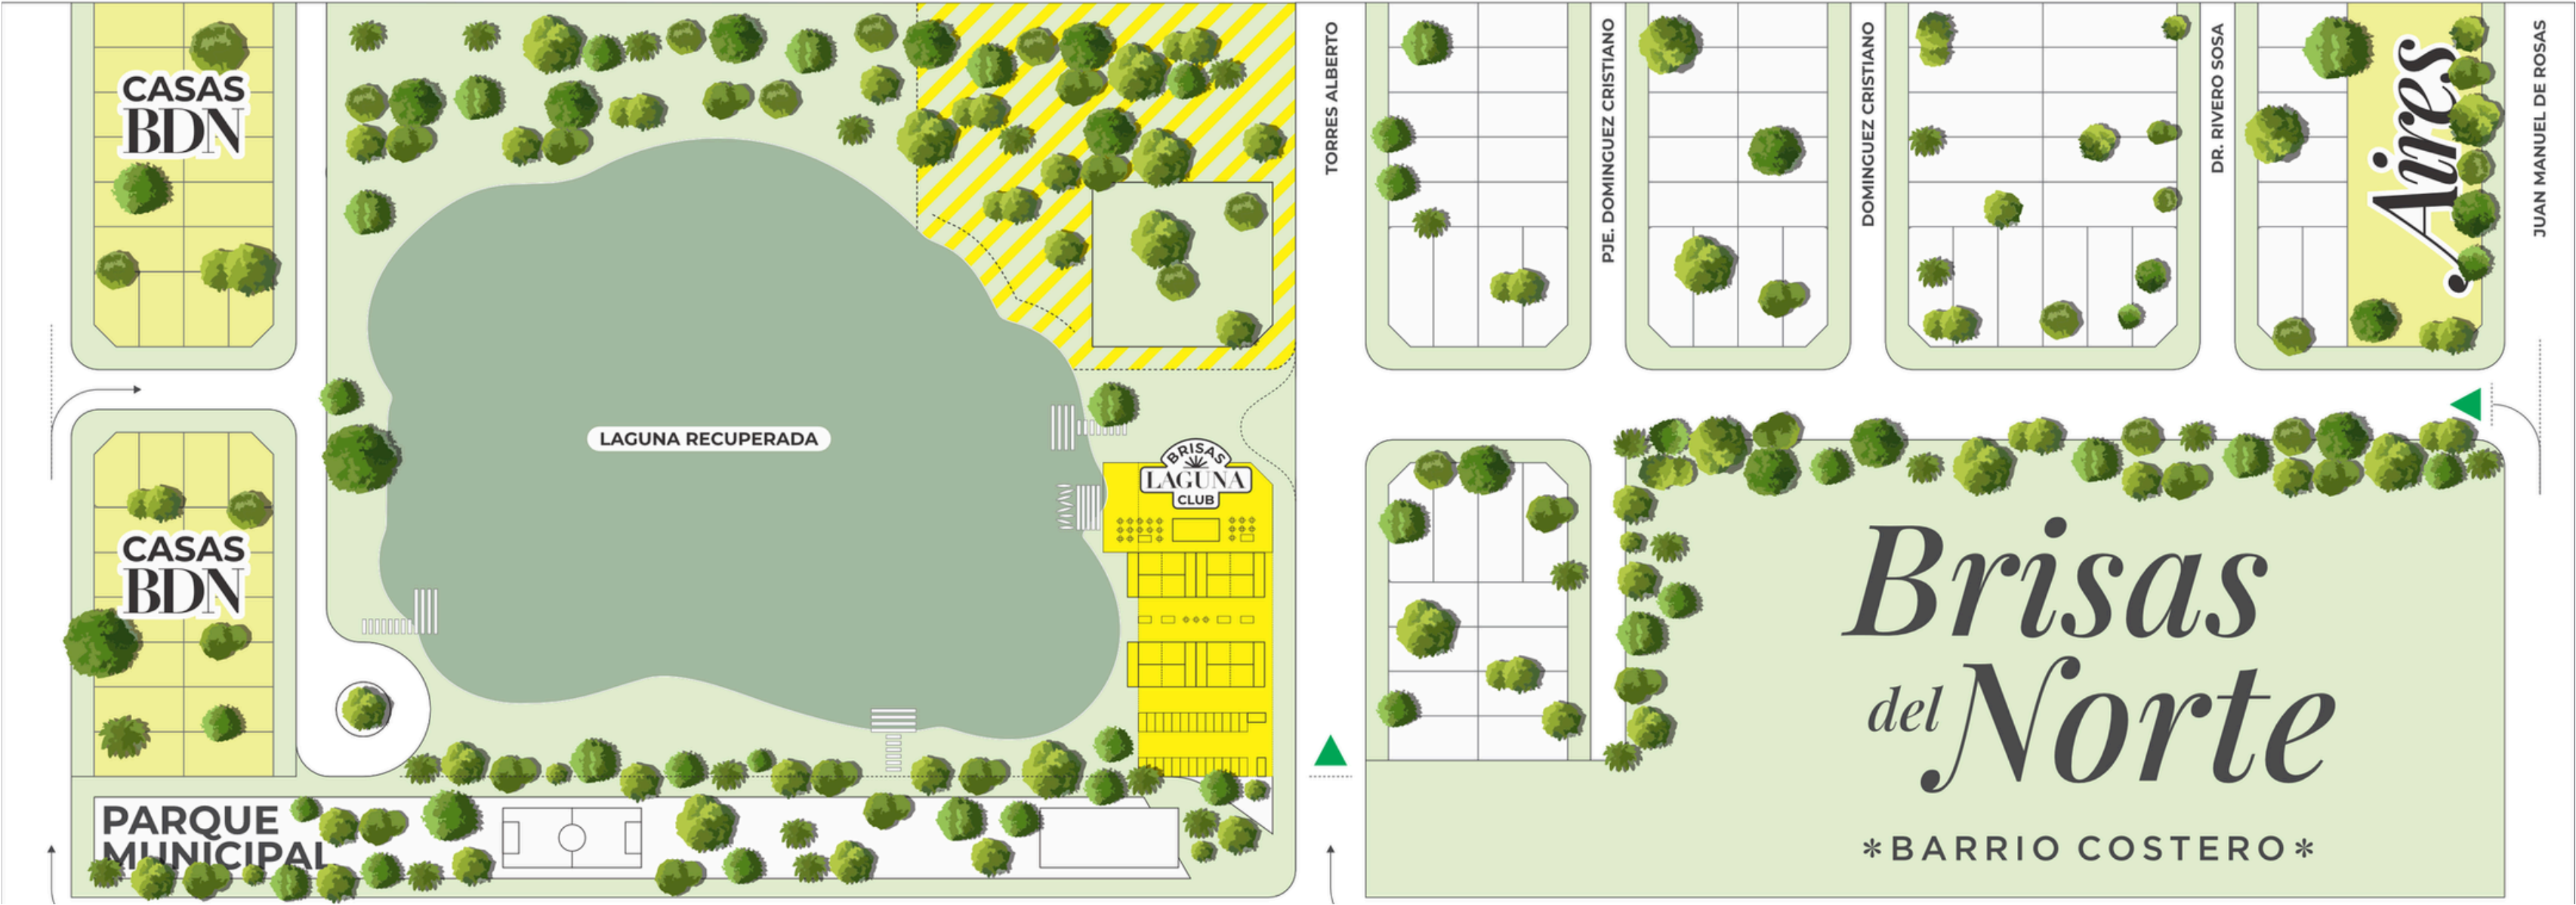 CASAS
BDN
CASAS
BDN
LAGUNA RECUPERADA
BRISAS
LAGUNA
CLUB
PARQUE
MUNICIPAL
TORRES ALBERTO
PJE. DOMINGUEZ CRISTIANO
DOMINGUEZ CRISTIANO
DR. RIVERO SOSA
Aires
JUAN MANUEL DE ROSAS
Brisas
del Norte
*BARRIO COSTERO*